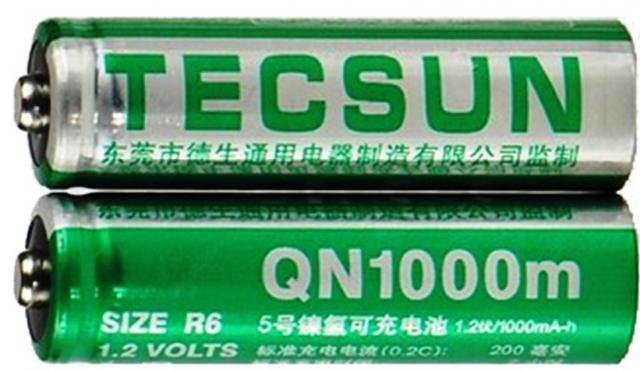 TECSUN
东莞市德生通用电器制造有限公司监制
QN1000m
SIZE R6 5号镍氢可充电池 1.2伏/1000mA-h
1.2 VOLTS 标准充电电流(0.2C): 200 毫安